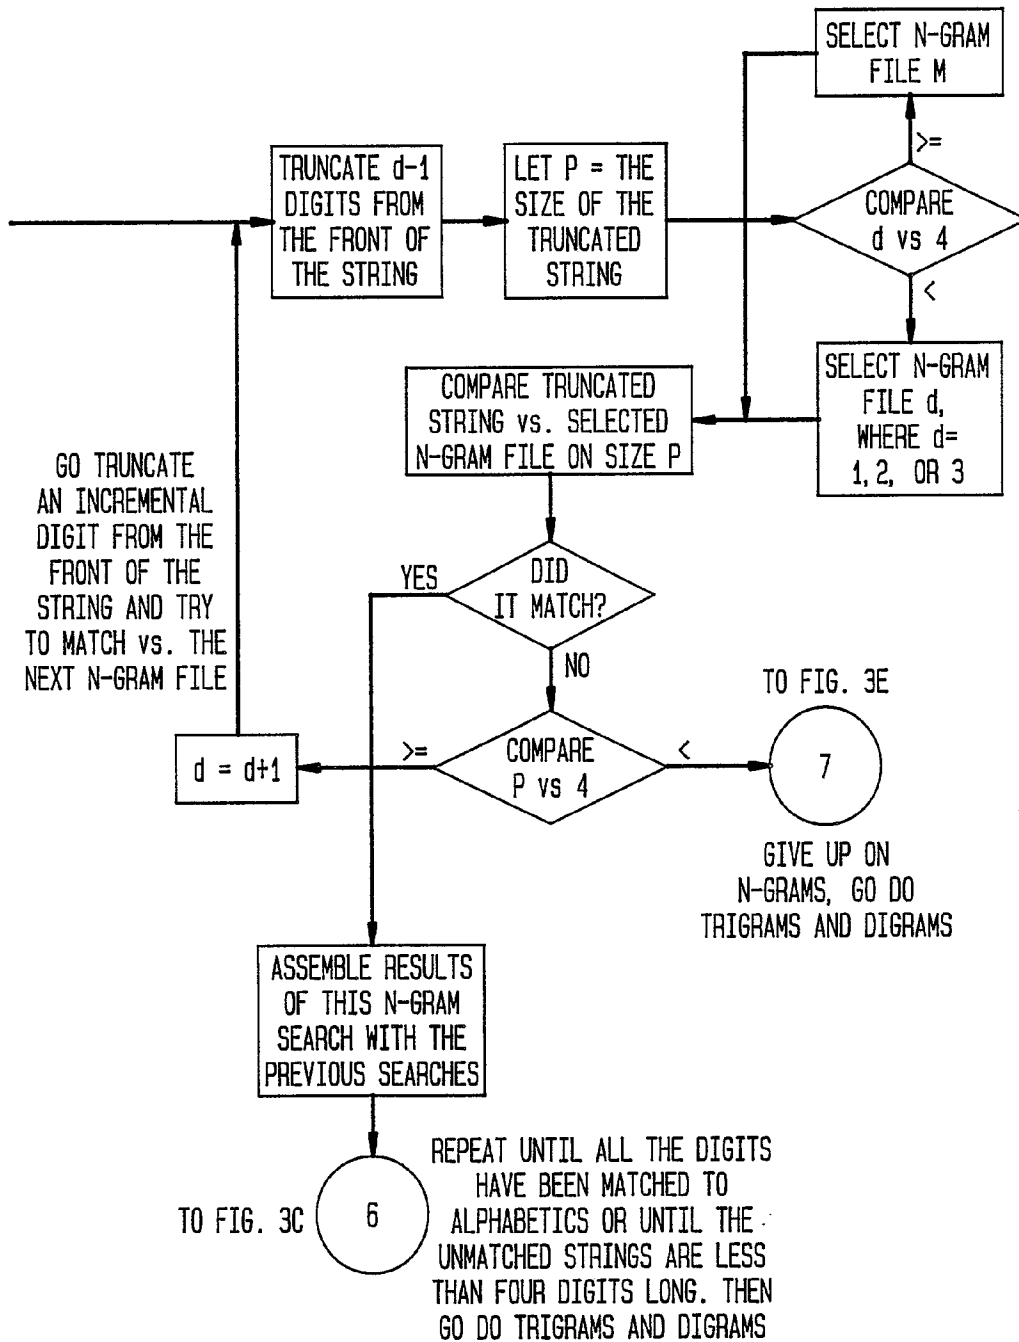 SELECT N-GRAM
FILE M
>=
TRUNCATE d-1
DIGITS FROM
THE FRONT OF
THE STRING
LET P = THE
SIZE OF THE
TRUNCATED
STRING
COMPARE
d vs 4
<
SELECT N-GRAM
FILE d,
WHERE d=
1, 2, OR 3
COMPARE TRUNCATED
STRING vs. SELECTED
N-GRAM FILE ON SIZE P
GO TRUNCATE
AN INCREMENTAL
DIGIT FROM THE
FRONT OF THE
STRING AND TRY
TO MATCH vs. THE
NEXT N-GRAM FILE
YES
DID
IT MATCH?
NO
TO FIG. 3E
d = d+1
>=
COMPARE
P vs 4
<
7
GIVE UP ON
N-GRAMS, GO DO
TRIGRAMS AND DIGRAMS
ASSEMBLE RESULTS
OF THIS N-GRAM
SEARCH WITH THE
PREVIOUS SEARCHES
TO FIG. 3C
6
REPEAT UNTIL ALL THE DIGITS
HAVE BEEN MATCHED TO
ALPHABETICS OR UNTIL THE
UNMATCHED STRINGS ARE LESS
THAN FOUR DIGITS LONG. THEN
GO DO TRIGRAMS AND DIGRAMS